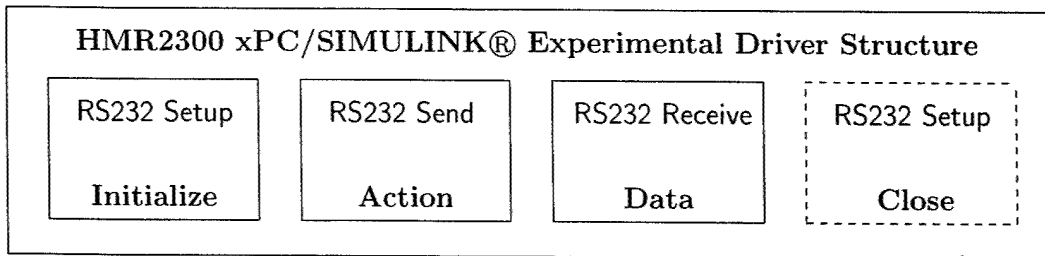 HMR2300 xPC/SIMULINK® Experimental Driver Structure
RS232 Setup
Initialize
RS232 Send
Action
RS232 Receive
Data
RS232 Setup
Close